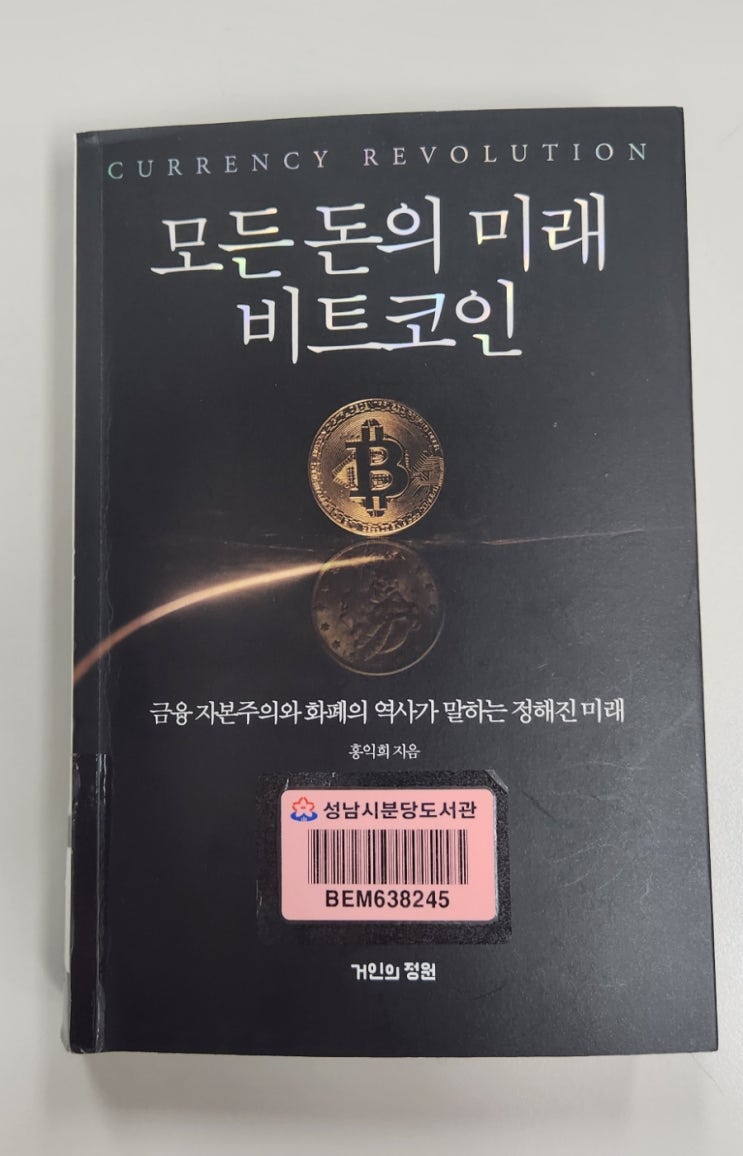 CURRENCY REVOLUTION
모든 돈의 미래
비트코인
금융 자본주의와 화폐의 역사가 말하는 정해진 미래
홍익희 지음
성남시분당도서관
BEM638245
거인의 정원